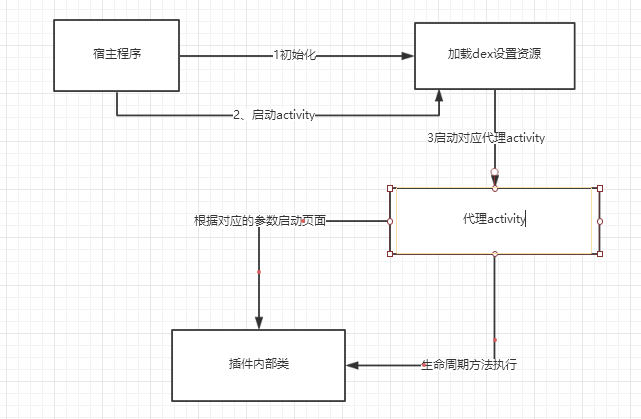 宿主程序
1初始化
加载dex设置资源
2、启动activity
3启动对应代理activity
代理activity
根据对应的参数启动页面
插件内部类
生命周期方法执行